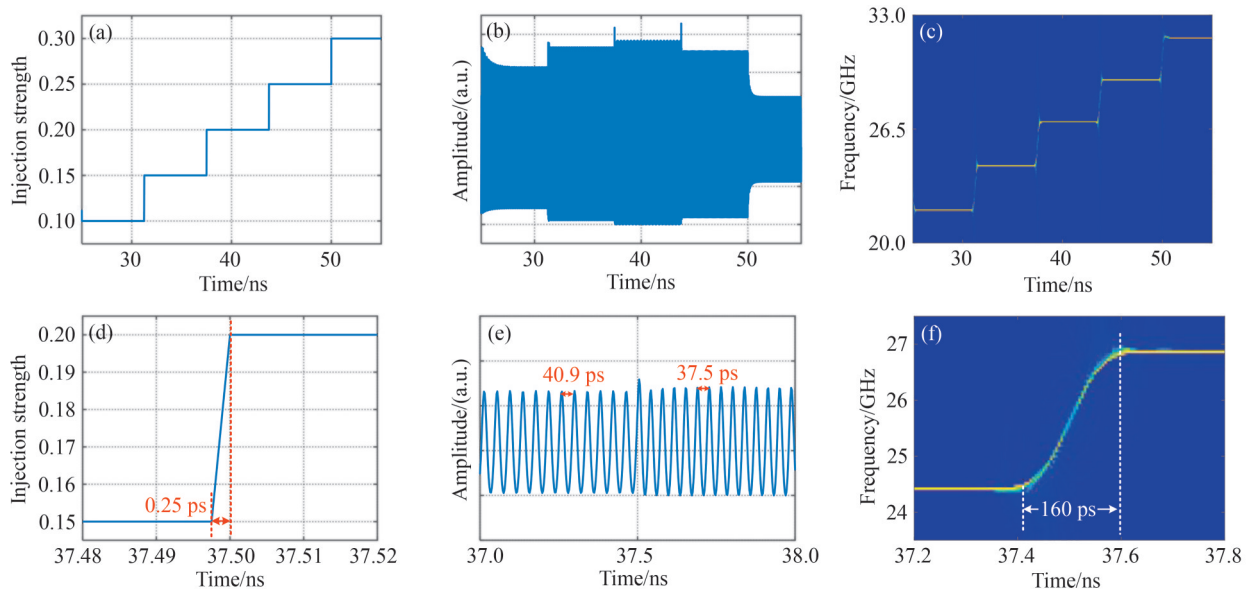 (a)
Injection strength
0.30
0.25
0.20
0.15
0.10
30
40
50
Time/ns
(b)
Amplitude/(a.u.)
30
40
50
Time/ns
(c)
Frequency/GHz
33.0
26.5
20.0
30
40
50
Time/ns
(d)
Injection strength
0.20
0.19
0.18
0.17
0.16
0.15
0.25 ps
37.48
37.49
37.50
37.51
37.52
Time/ns
(e)
Amplitude/(a.u.)
40.9 ps
37.5 ps
37.0
37.5
38.0
Time/ns
(f)
Frequency/GHz
27
26
25
24
160 ps
37.2
37.4
37.6
37.8
Time/ns